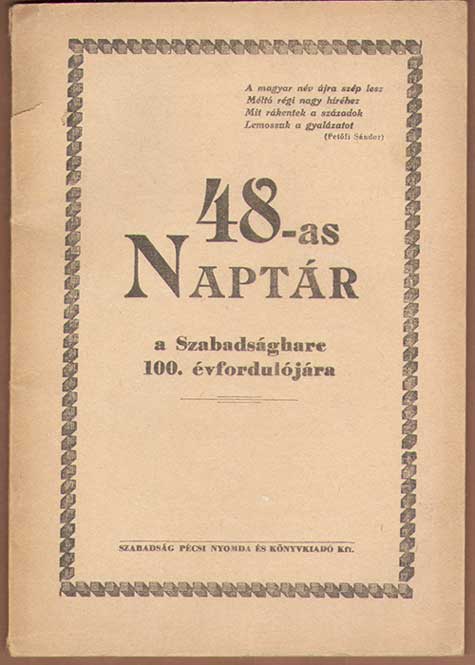 A magyar név újra szép lesz
Méltó régi nagy híréhez
Mit rákentek a századok
Lemossuk a gyalázatot
(Petőfi Sándor)
48-as
NAPTÁR
a Szabadságharc
100. évfordulójára
SZABADSÁG PÉCSI NYOMDA ÉS KÖNYVKIADÓ Kft.